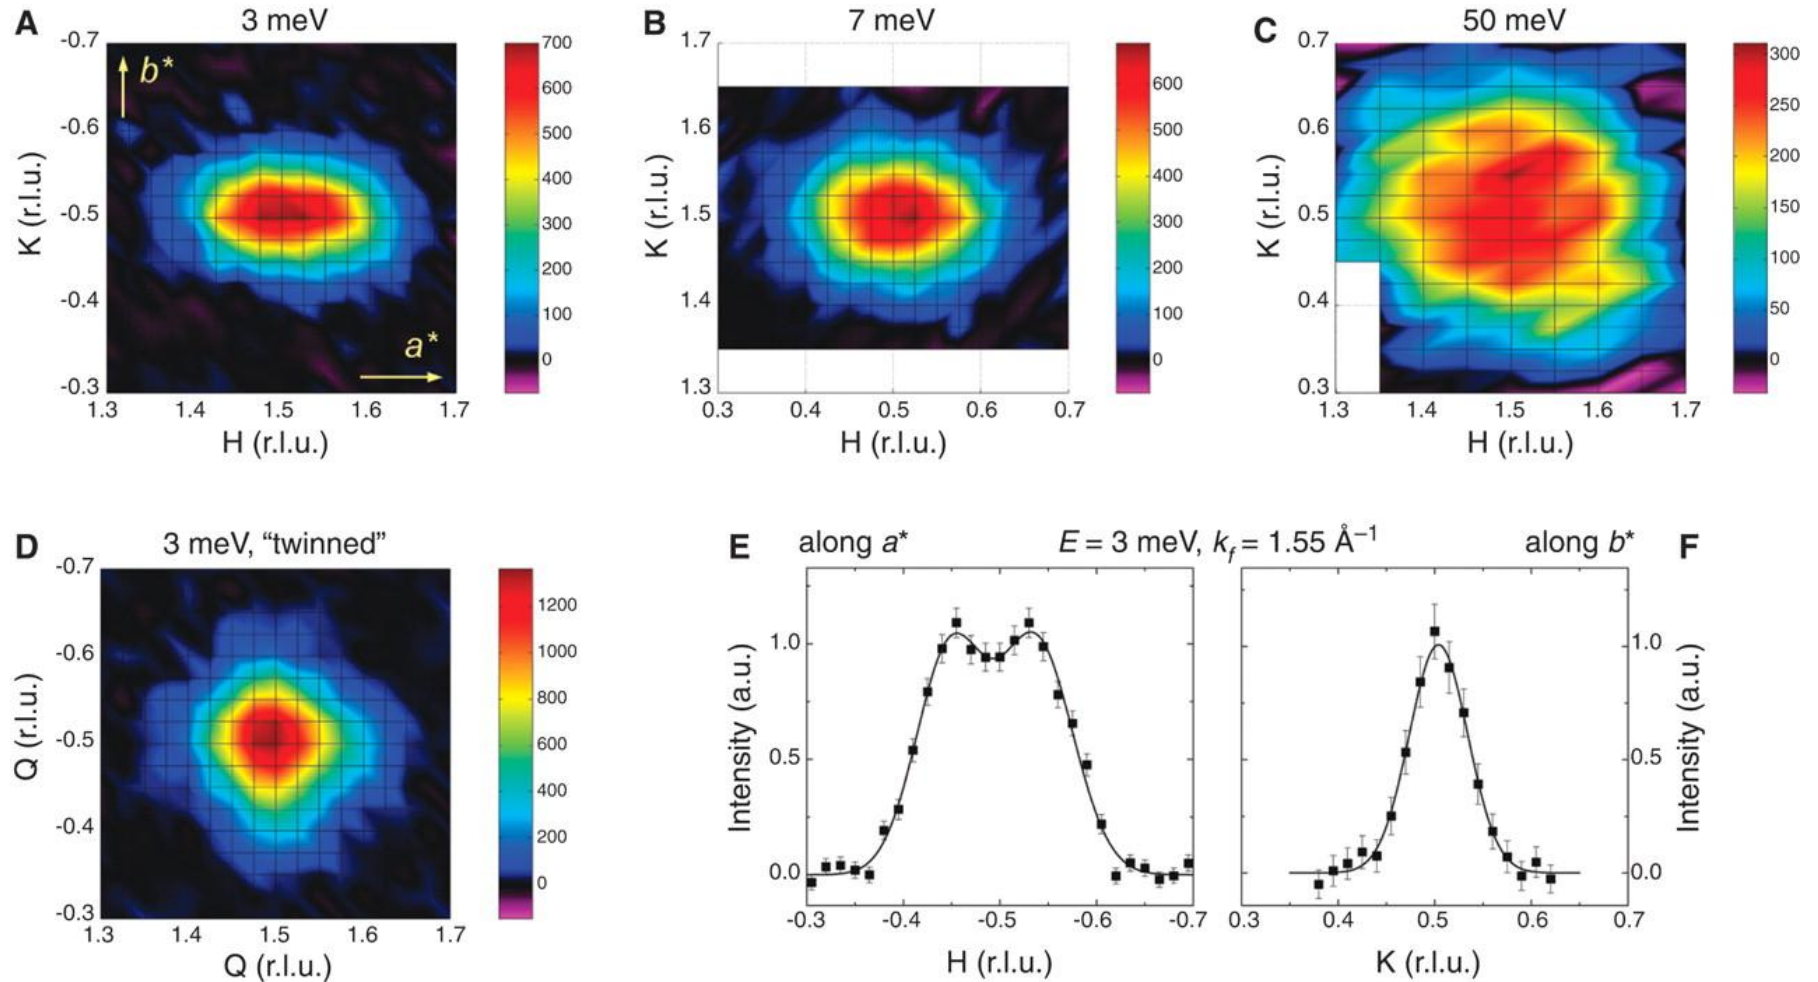 A
3 meV
-0.7
-0.6
-0.5
-0.4
-0.3
K (r.l.u.)
b*
a*
1.3 1.4 1.5 1.6 1.7
H (r.l.u.)
700
600
500
400
300
200
100
0
B
7 meV
1.7
1.6
1.5
1.4
1.3
K (r.l.u.)
0.3 0.4 0.5 0.6 0.7
H (r.l.u.)
600
500
400
300
200
100
0
C
50 meV
0.7
0.6
0.5
0.4
0.3
K (r.l.u.)
1.3 1.4 1.5 1.6 1.7
H (r.l.u.)
300
250
200
150
100
50
0
D
3 meV, “twinned”
-0.7
-0.6
-0.5
-0.4
-0.3
Q (r.l.u.)
1.3 1.4 1.5 1.6 1.7
Q (r.l.u.)
1200
1000
800
600
400
200
0
E along a* E = 3 meV, kf = 1.55 Å–1 along b* F
1.0
0.5
0.0
Intensity (a.u.)
-0.3 -0.4 -0.5 -0.6 -0.7
H (r.l.u.)
1.0
0.5
0.0
Intensity (a.u.)
0.3 0.4 0.5 0.6 0.7
K (r.l.u.)